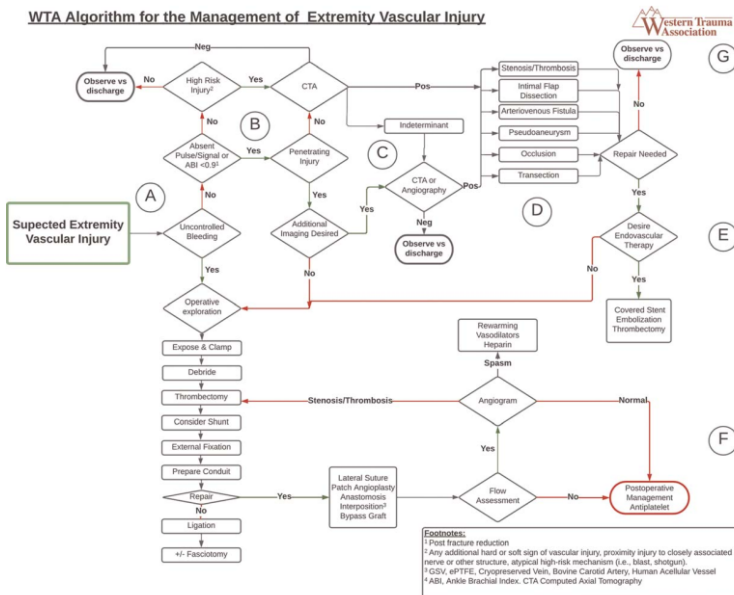 WTA Algorithm for the Management of Extremity Vascular Injury
Western Trauma
Association
Neg
Observe vs
discharge
No
High Risk
Injury²
Yes
CTA
Pos
Stenosis/Thrombosis
Intimal Flap
Dissection
Arteriovenous Fistula
Pseudoaneurysm
Occlusion
Transection
Observe vs
discharge
G
No
No
B
No
Indeterminant
C
Absent
Pulse/Signal or
ABI <0.9¹
Yes
Penetrating
Injury
CTA or
Angiography
Pos
Repair Needed
A
No
Yes
Yes
Neg
D
Yes
Supected Extremity
Vascular Injury
Uncontrolled
Bleeding
Additional
Imaging Desired
Observe vs
discharge
Desire
Endovascular
Therapy
E
Yes
No
No
Yes
Operative
exploration
Covered Stent
Embolization
Thrombectomy
Expose & Clamp
Debride
Thrombectomy
Consider Shunt
External Fixation
Prepare Conduit
Repair
No
Ligation
+/- Fasciotomy
Rewarming
Vasodilators
Heparin
Spasm
Stenosis/Thrombosis
Angiogram
Normal
Yes
F
Yes
Lateral Suture
Patch Angioplasty
Anastomosis
Interposition³
Bypass Graft
Flow
Assessment
No
Postoperative
Management
Antiplatelet
Footnotes:
¹ Post fracture reduction
² Any additional hard or soft sign of vascular injury, proximity injury to closely associated
nerve or other structure, atypical high-risk mechanism (i.e., blast, shotgun).
³ GSV, ePTFE, Cryopreserved Vein, Bovine Carotid Artery, Human Acellular Vessel
⁴ ABI, Ankle Brachial Index. CTA Computed Axial Tomography